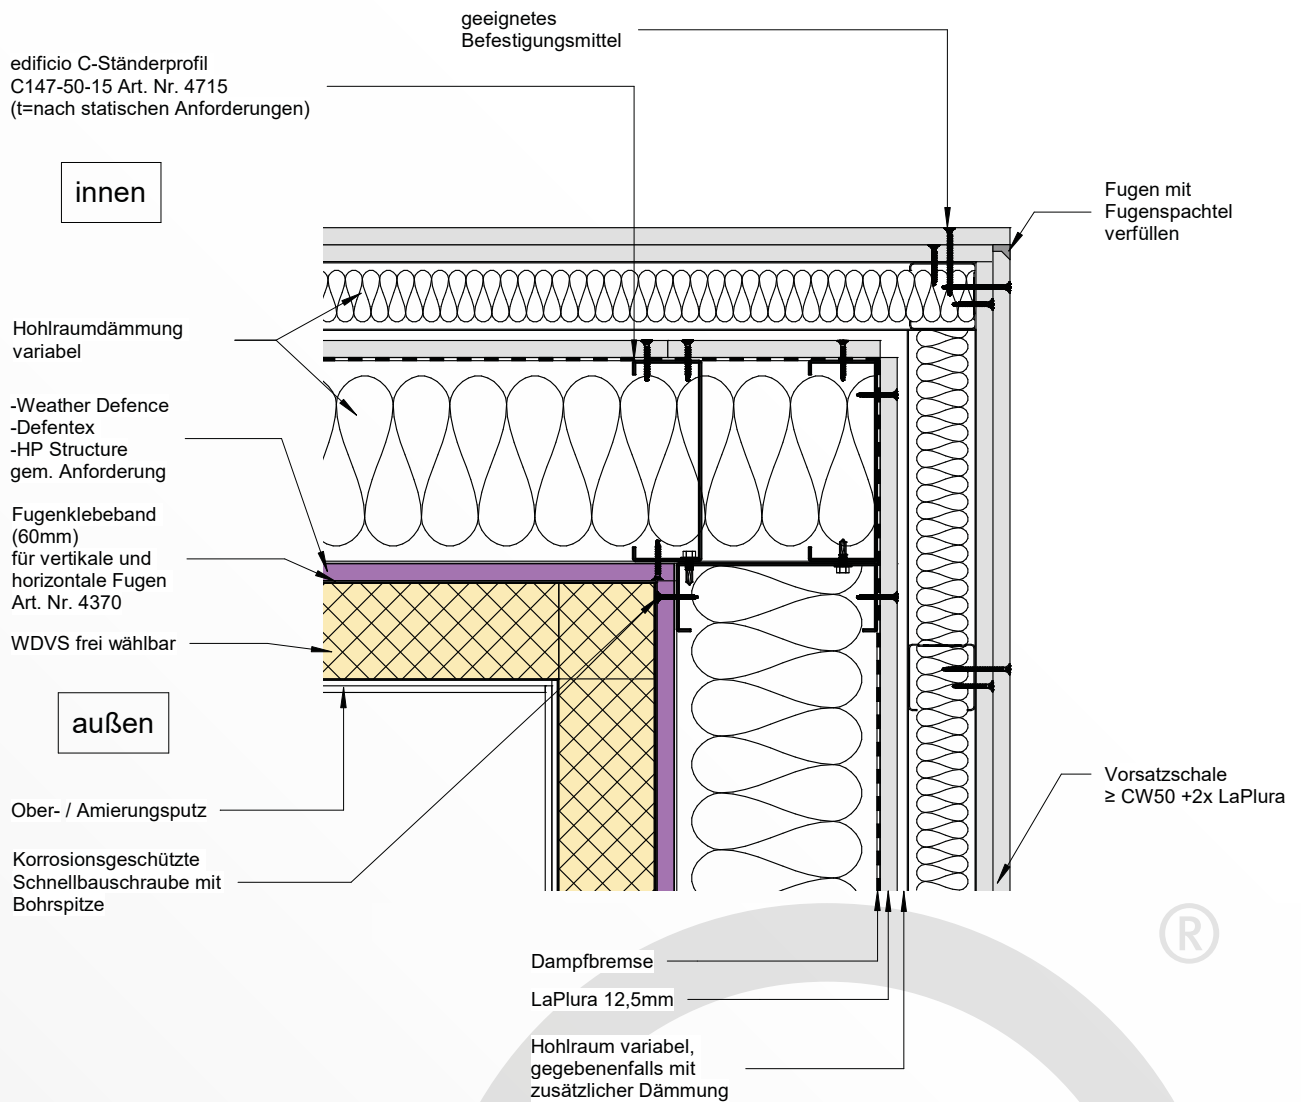 geeignetes
Befestigungsmittel
edificio C-Ständerprofil
C147-50-15 Art. Nr. 4715
(t=nach statischen Anforderungen)
innen
Fugen mit
Fugenspachtel
verfüllen
Hohlraumdämmung
variabel
-Weather Defence
-Defentex
-HP Structure
gem. Anforderung
Fugenklebeband
(60mm)
für vertikale und
horizontale Fugen
Art. Nr. 4370
WDVS frei wählbar
außen
Ober- / Amierungsputz
Korrosionsgeschützte
Schnellbauschraube mit
Bohrspitze
Vorsatzschale
≥ CW50 +2x LaPlura
®
Dampfbremse
LaPlura 12,5mm
Hohlraum variabel,
gegebenenfalls mit
zusätzlicher Dämmung